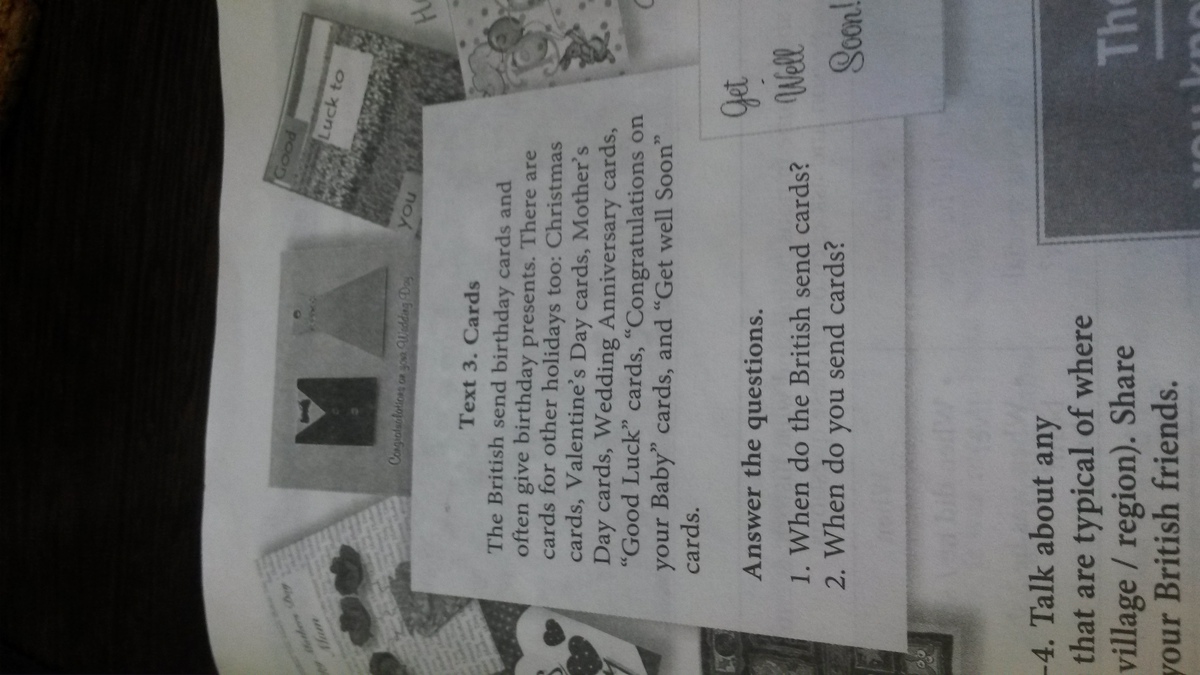 Good
Luck to
you
Congratulations on your Wedding Day
Mothers Day
Mum
Text 3. Cards
The British send birthday cards and
often give birthday presents. There are
cards for other holidays too: Christmas
cards, Valentine's Day cards, Mother's
Day cards, Wedding Anniversary cards,
“Good Luck” cards, “Congratulations on
your Baby” cards, and “Get well Soon”
cards.
Get
Well
Soon!
Answer the questions.
1. When do the British send cards?
2. When do you send cards?
4. Talk about any
that are typical of where
village / region). Share
your British friends.